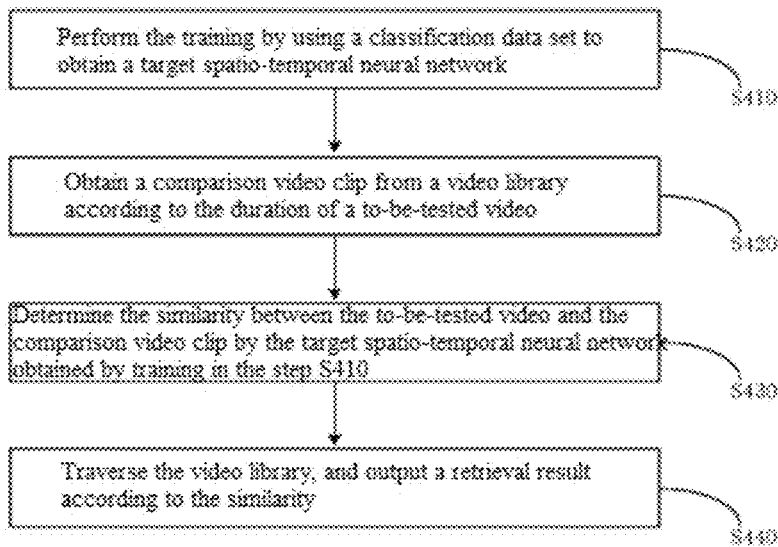 Perform the training by using a classification data set to
obtain a target spatio-temporal neural network
S410
Obtain a comparison video clip from a video library
according to the duration of a to-be-tested video
S420
Determine the similarity between the to-be-tested video and the
comparison video clip by the target spatio-temporal neural network
obtained by training in the step S410
S430
Traverse the video library, and output a retrieval result
according to the similarity
S440